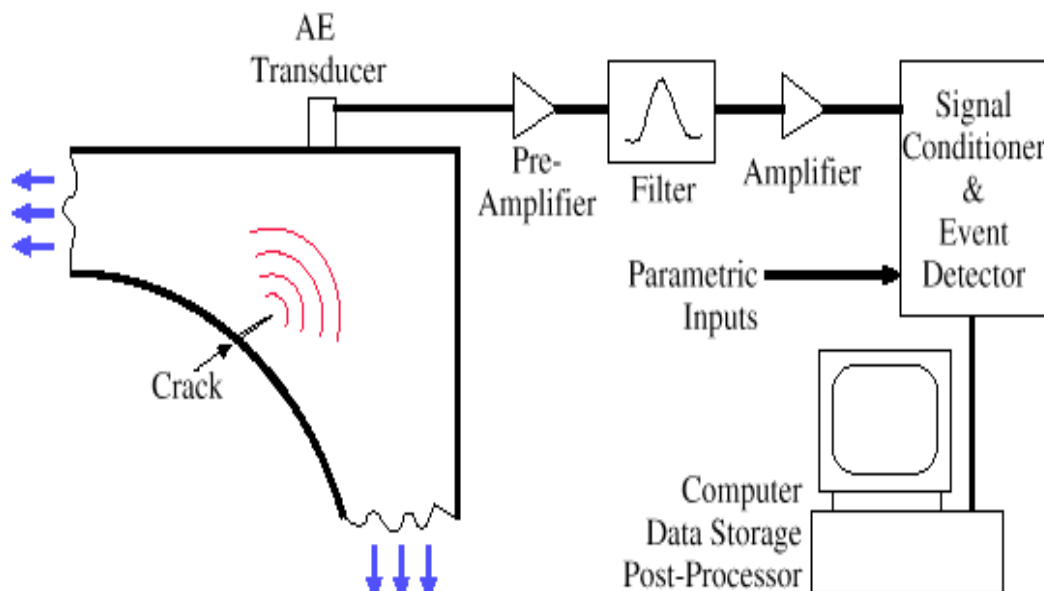 AE
Transducer
Pre-
Amplifier
Filter
Amplifier
Signal
Conditioner
&
Event
Detector
Parametric
Inputs
Crack
Computer
Data Storage
Post-Processor